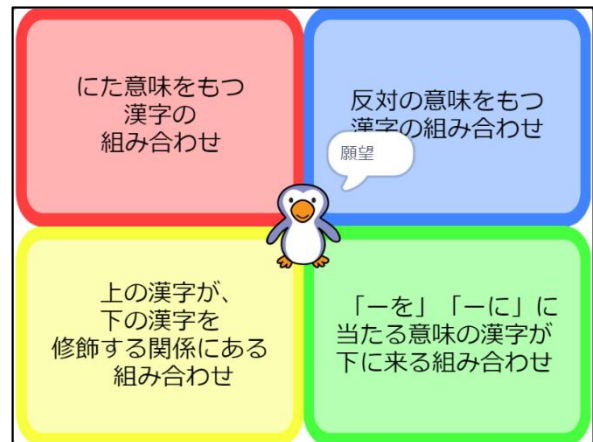 にた意味をもつ
漢字の
組み合わせ
反対の意味をもつ
漢字の組み合わせ
願望
上の漢字が、
下の漢字を
修飾する関係にある
組み合わせ
「ーを」「ーに」に
当たる意味の漢字が
下に来る組み合わせ